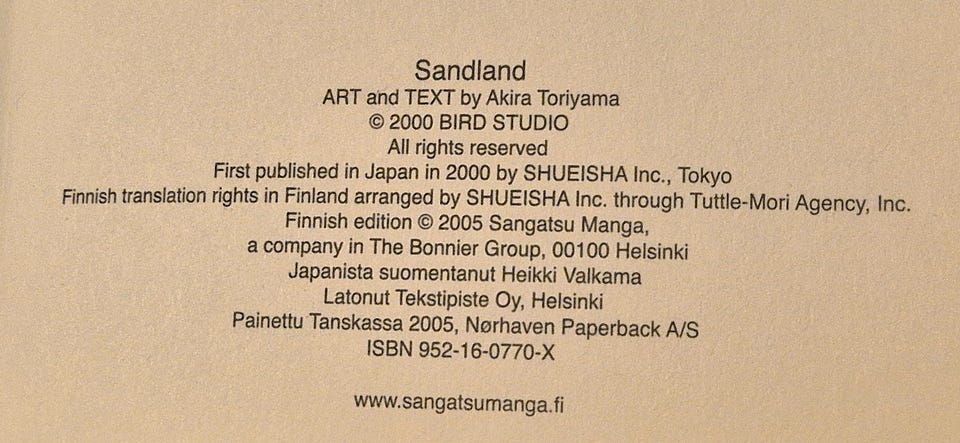 Sandland
ART and TEXT by Akira Toriyama
© 2000 BIRD STUDIO
All rights reserved
First published in Japan in 2000 by SHUEISHA Inc., Tokyo
Finnish translation rights in Finland arranged by SHUEISHA Inc. through Tuttle-Mori Agency, Inc.
Finnish edition © 2005 Sangatsu Manga,
a company in The Bonnier Group, 00100 Helsinki
Japanista suomentanut Heikki Valkama
Latonut Tekstipiste Oy, Helsinki
Painettu Tanskassa 2005, Nørhaven Paperback A/S
ISBN 952-16-0770-X
www.sangatsumanga.fi